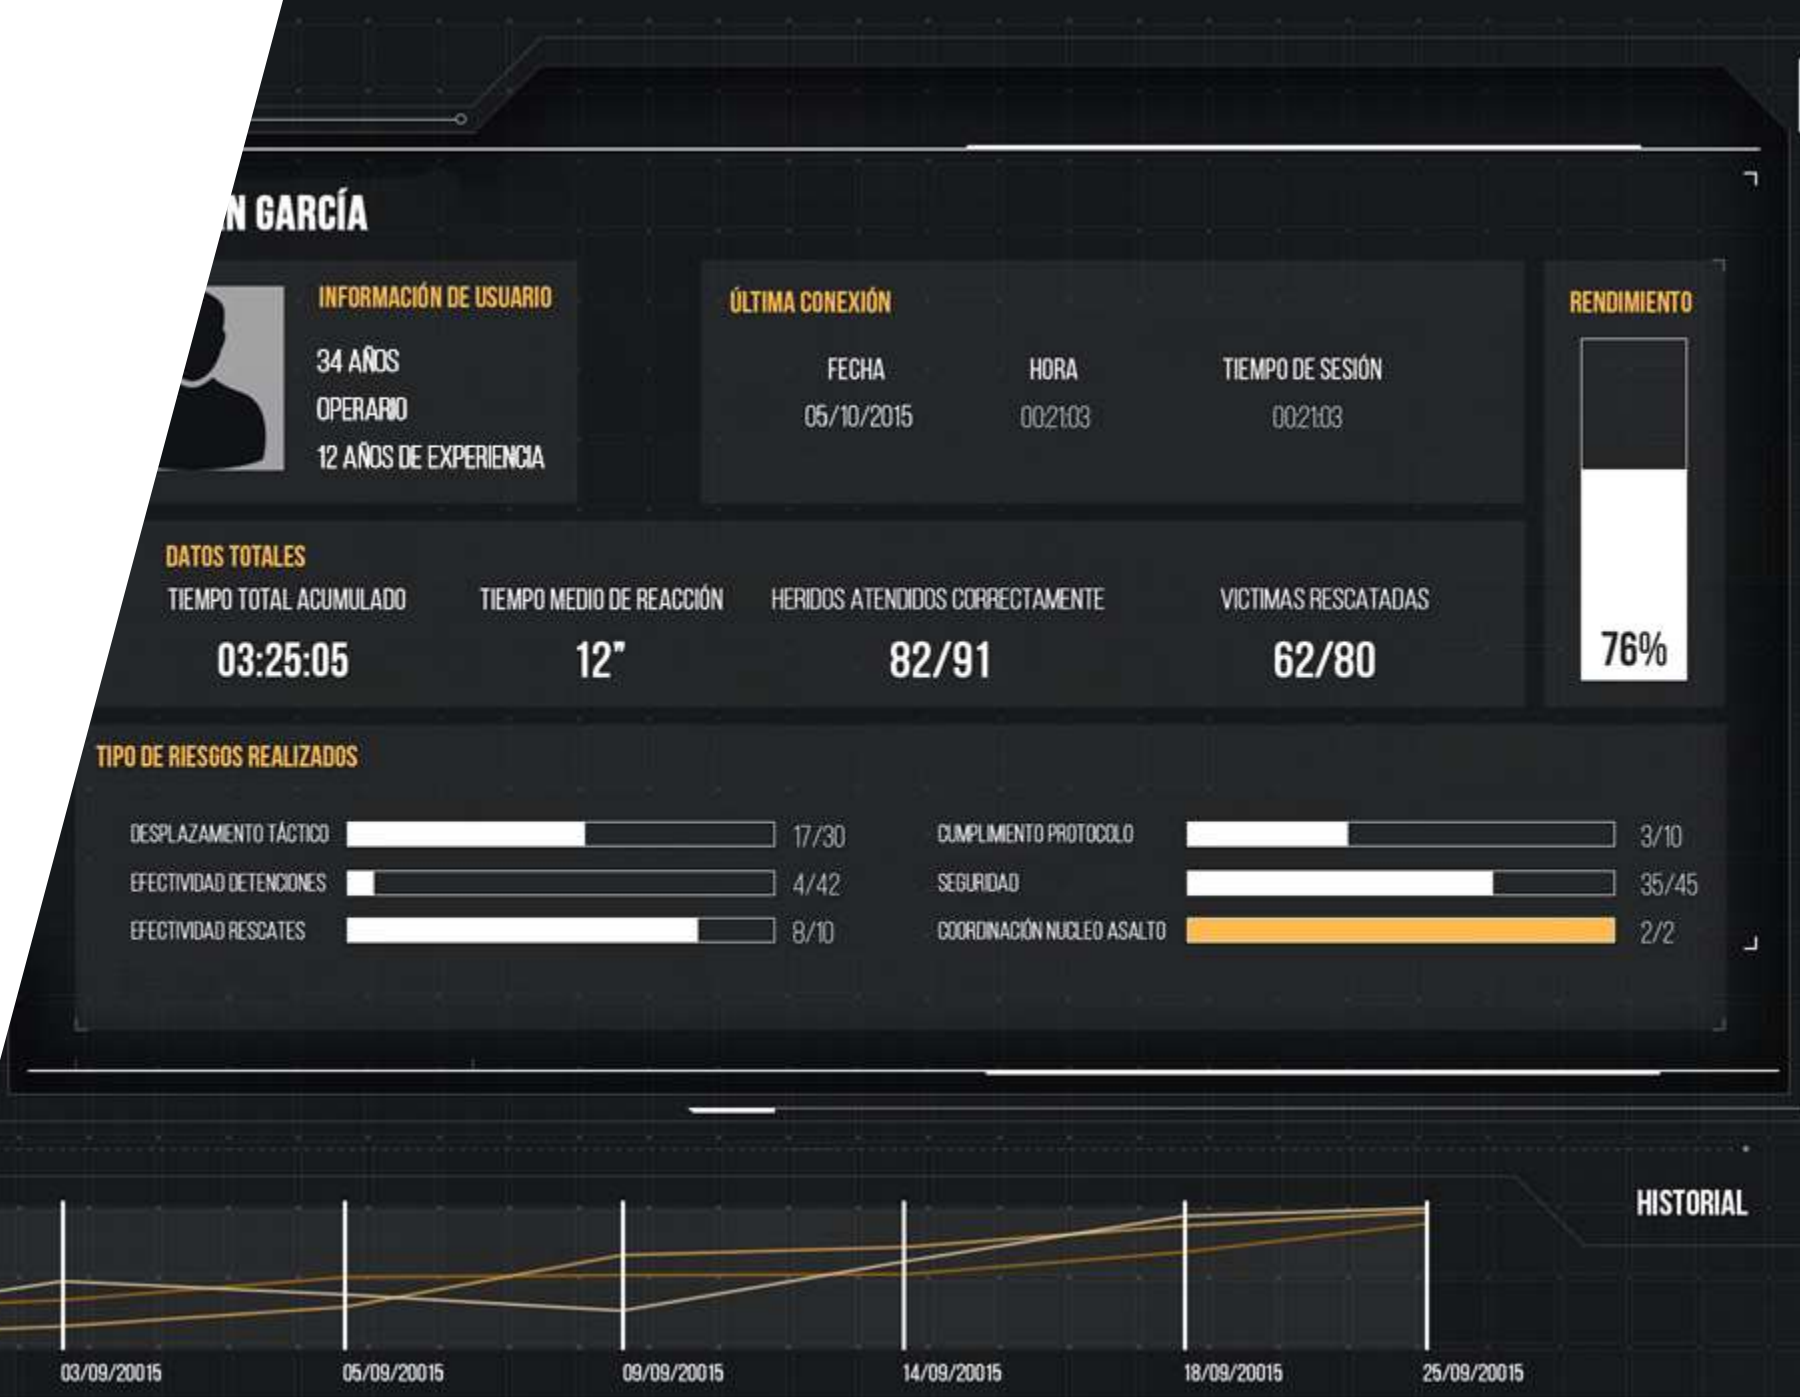 N GARCÍA
INFORMACIÓN DE USUARIO
34 AÑOS
OPERARIO
12 AÑOS DE EXPERIENCIA
ÚLTIMA CONEXIÓN
FECHA HORA TIEMPO DE SESIÓN
05/10/2015 00:21:03 00:21:03
RENDIMIENTO
76%
DATOS TOTALES
TIEMPO TOTAL ACUMULADO TIEMPO MEDIO DE REACCIÓN HERIDOS ATENDIDOS CORRECTAMENTE VICTIMAS RESCATADAS
03:25:05 12" 82/91 62/80
TIPO DE RIESGOS REALIZADOS
DESPLAZAMIENTO TÁCTICO 17/30
EFECTIVIDAD DETENCIONES 4/42
EFECTIVIDAD RESCATES 8/10
CUMPLIMIENTO PROTOCOLO 3/10
SEGURIDAD 35/45
COORDINACIÓN NUCLEO ASALTO 2/2
HISTORIAL
03/09/20015 05/09/20015 09/09/20015 14/09/20015 18/09/20015 25/09/20015